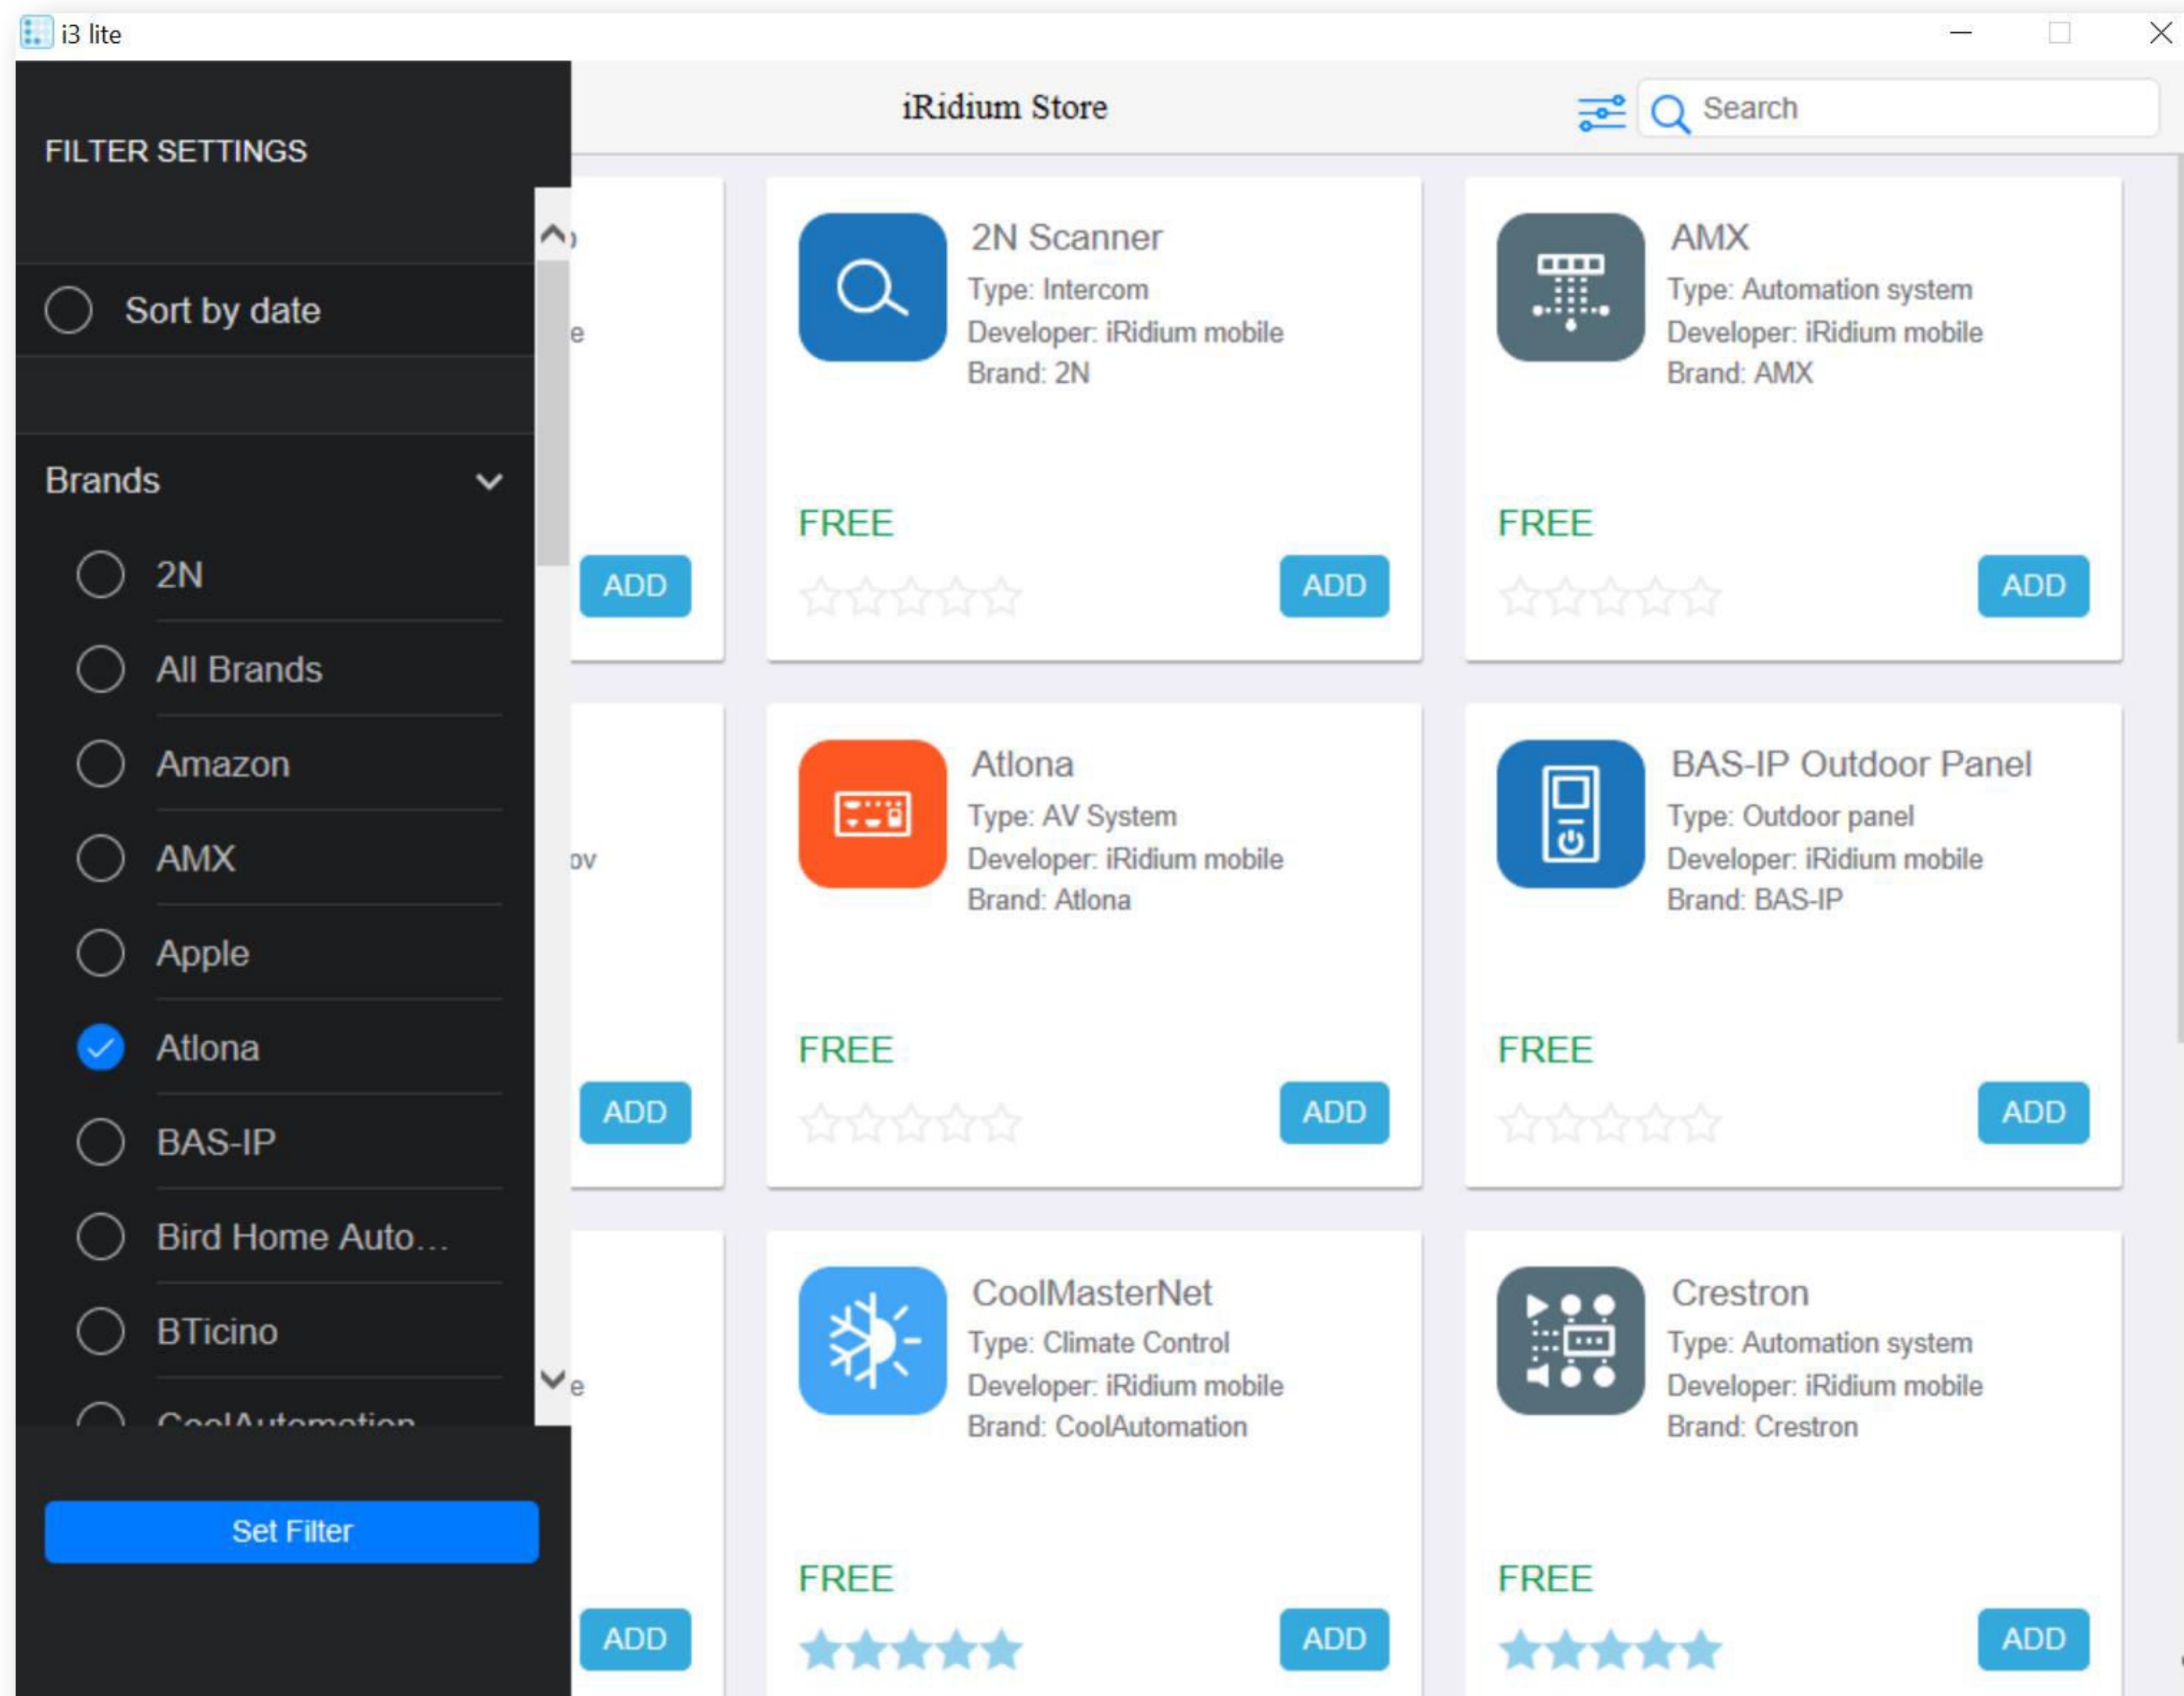 i3 lite
iRidium Store
Search
FILTER SETTINGS
Sort by date
Brands
2N
All Brands
Amazon
AMX
Apple
Atlona
BAS-IP
Bird Home Auto...
BTicino
CoolAutomation
Set Filter
e
ADD
ov
ADD
e
ADD
2N Scanner
Type: Intercom
Developer: iRidium mobile
Brand: 2N
FREE
ADD
AMX
Type: Automation system
Developer: iRidium mobile
Brand: AMX
FREE
ADD
Atlona
Type: AV System
Developer: iRidium mobile
Brand: Atlona
FREE
ADD
BAS-IP Outdoor Panel
Type: Outdoor panel
Developer: iRidium mobile
Brand: BAS-IP
FREE
ADD
CoolMasterNet
Type: Climate Control
Developer: iRidium mobile
Brand: CoolAutomation
FREE
ADD
Crestron
Type: Automation system
Developer: iRidium mobile
Brand: Crestron
FREE
ADD